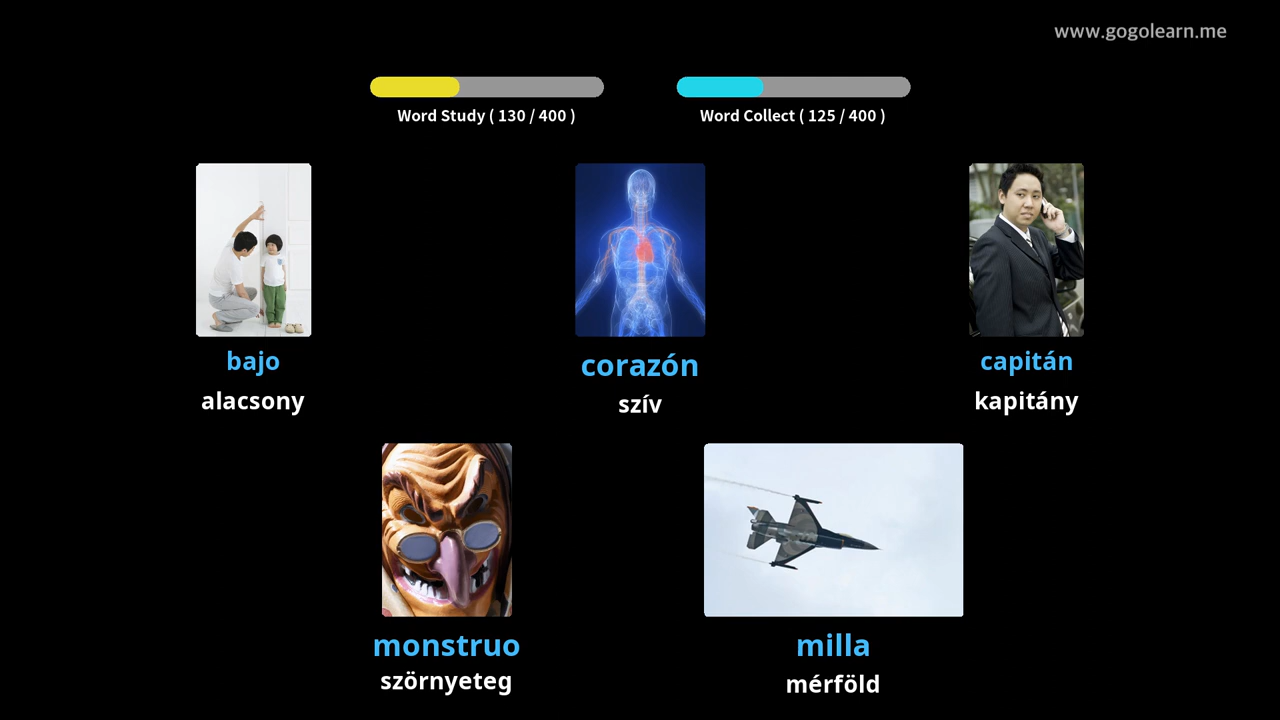 www.gogolearn.me
Word Study ( 130 / 400 )
Word Collect ( 125 / 400 )
bajo
corazón
capitán
alacsony
szív
kapitány
monstruo
milla
szörnyeteg
mérföld